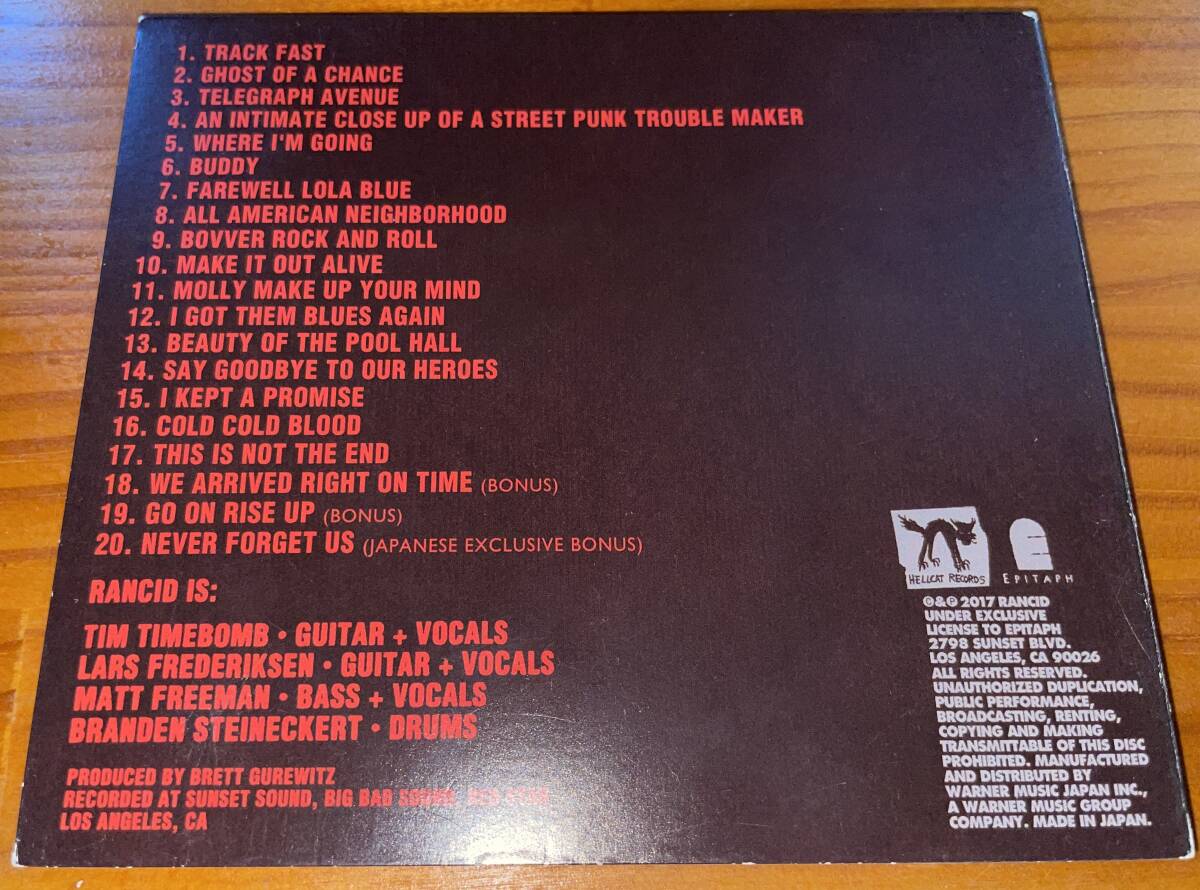 1. TRACK FAST
2. GHOST OF A CHANCE
3. TELEGRAPH AVENUE
4. AN INTIMATE CLOSE UP OF A STREET PUNK TROUBLE MAKER
5. WHERE I'M GOING
6. BUDDY
7. FAREWELL LOLA BLUE
8. ALL AMERICAN NEIGHBORHOOD
9. BOVVER ROCK AND ROLL
10. MAKE IT OUT ALIVE
11. MOLLY MAKE UP YOUR MIND
12. I GOT THEM BLUES AGAIN
13. BEAUTY OF THE POOL HALL
14. SAY GOODBYE TO OUR HEROES
15. I KEPT A PROMISE
16. COLD COLD BLOOD
17. THIS IS NOT THE END
18. WE ARRIVED RIGHT ON TIME (BONUS)
19. GO ON RISE UP (BONUS)
20. NEVER FORGET US (JAPANESE EXCLUSIVE BONUS)
RANCID IS:
TIM TIMEBOMB • GUITAR + VOCALS
LARS FREDERIKSEN • GUITAR + VOCALS
MATT FREEMAN • BASS + VOCALS
BRANDEN STEINECKERT • DRUMS
PRODUCED BY BRETT GUREWITZ
RECORDED AT SUNSET SOUND, BIG BAD SOUND, RED STAR
LOS ANGELES, CA
HELLCAT RECORDS
EPITAPH
©&℗ 2017 RANCID
UNDER EXCLUSIVE
LICENSE TO EPITAPH
2798 SUNSET BLVD.
LOS ANGELES, CA 90026
ALL RIGHTS RESERVED.
UNAUTHORIZED DUPLICATION,
PUBLIC PERFORMANCE,
BROADCASTING, RENTING,
COPYING AND MAKING
TRANSMITTABLE OF THIS DISC
PROHIBITED. MANUFACTURED
AND DISTRIBUTED BY
WARNER MUSIC JAPAN INC.,
A WARNER MUSIC GROUP
COMPANY. MADE IN JAPAN.